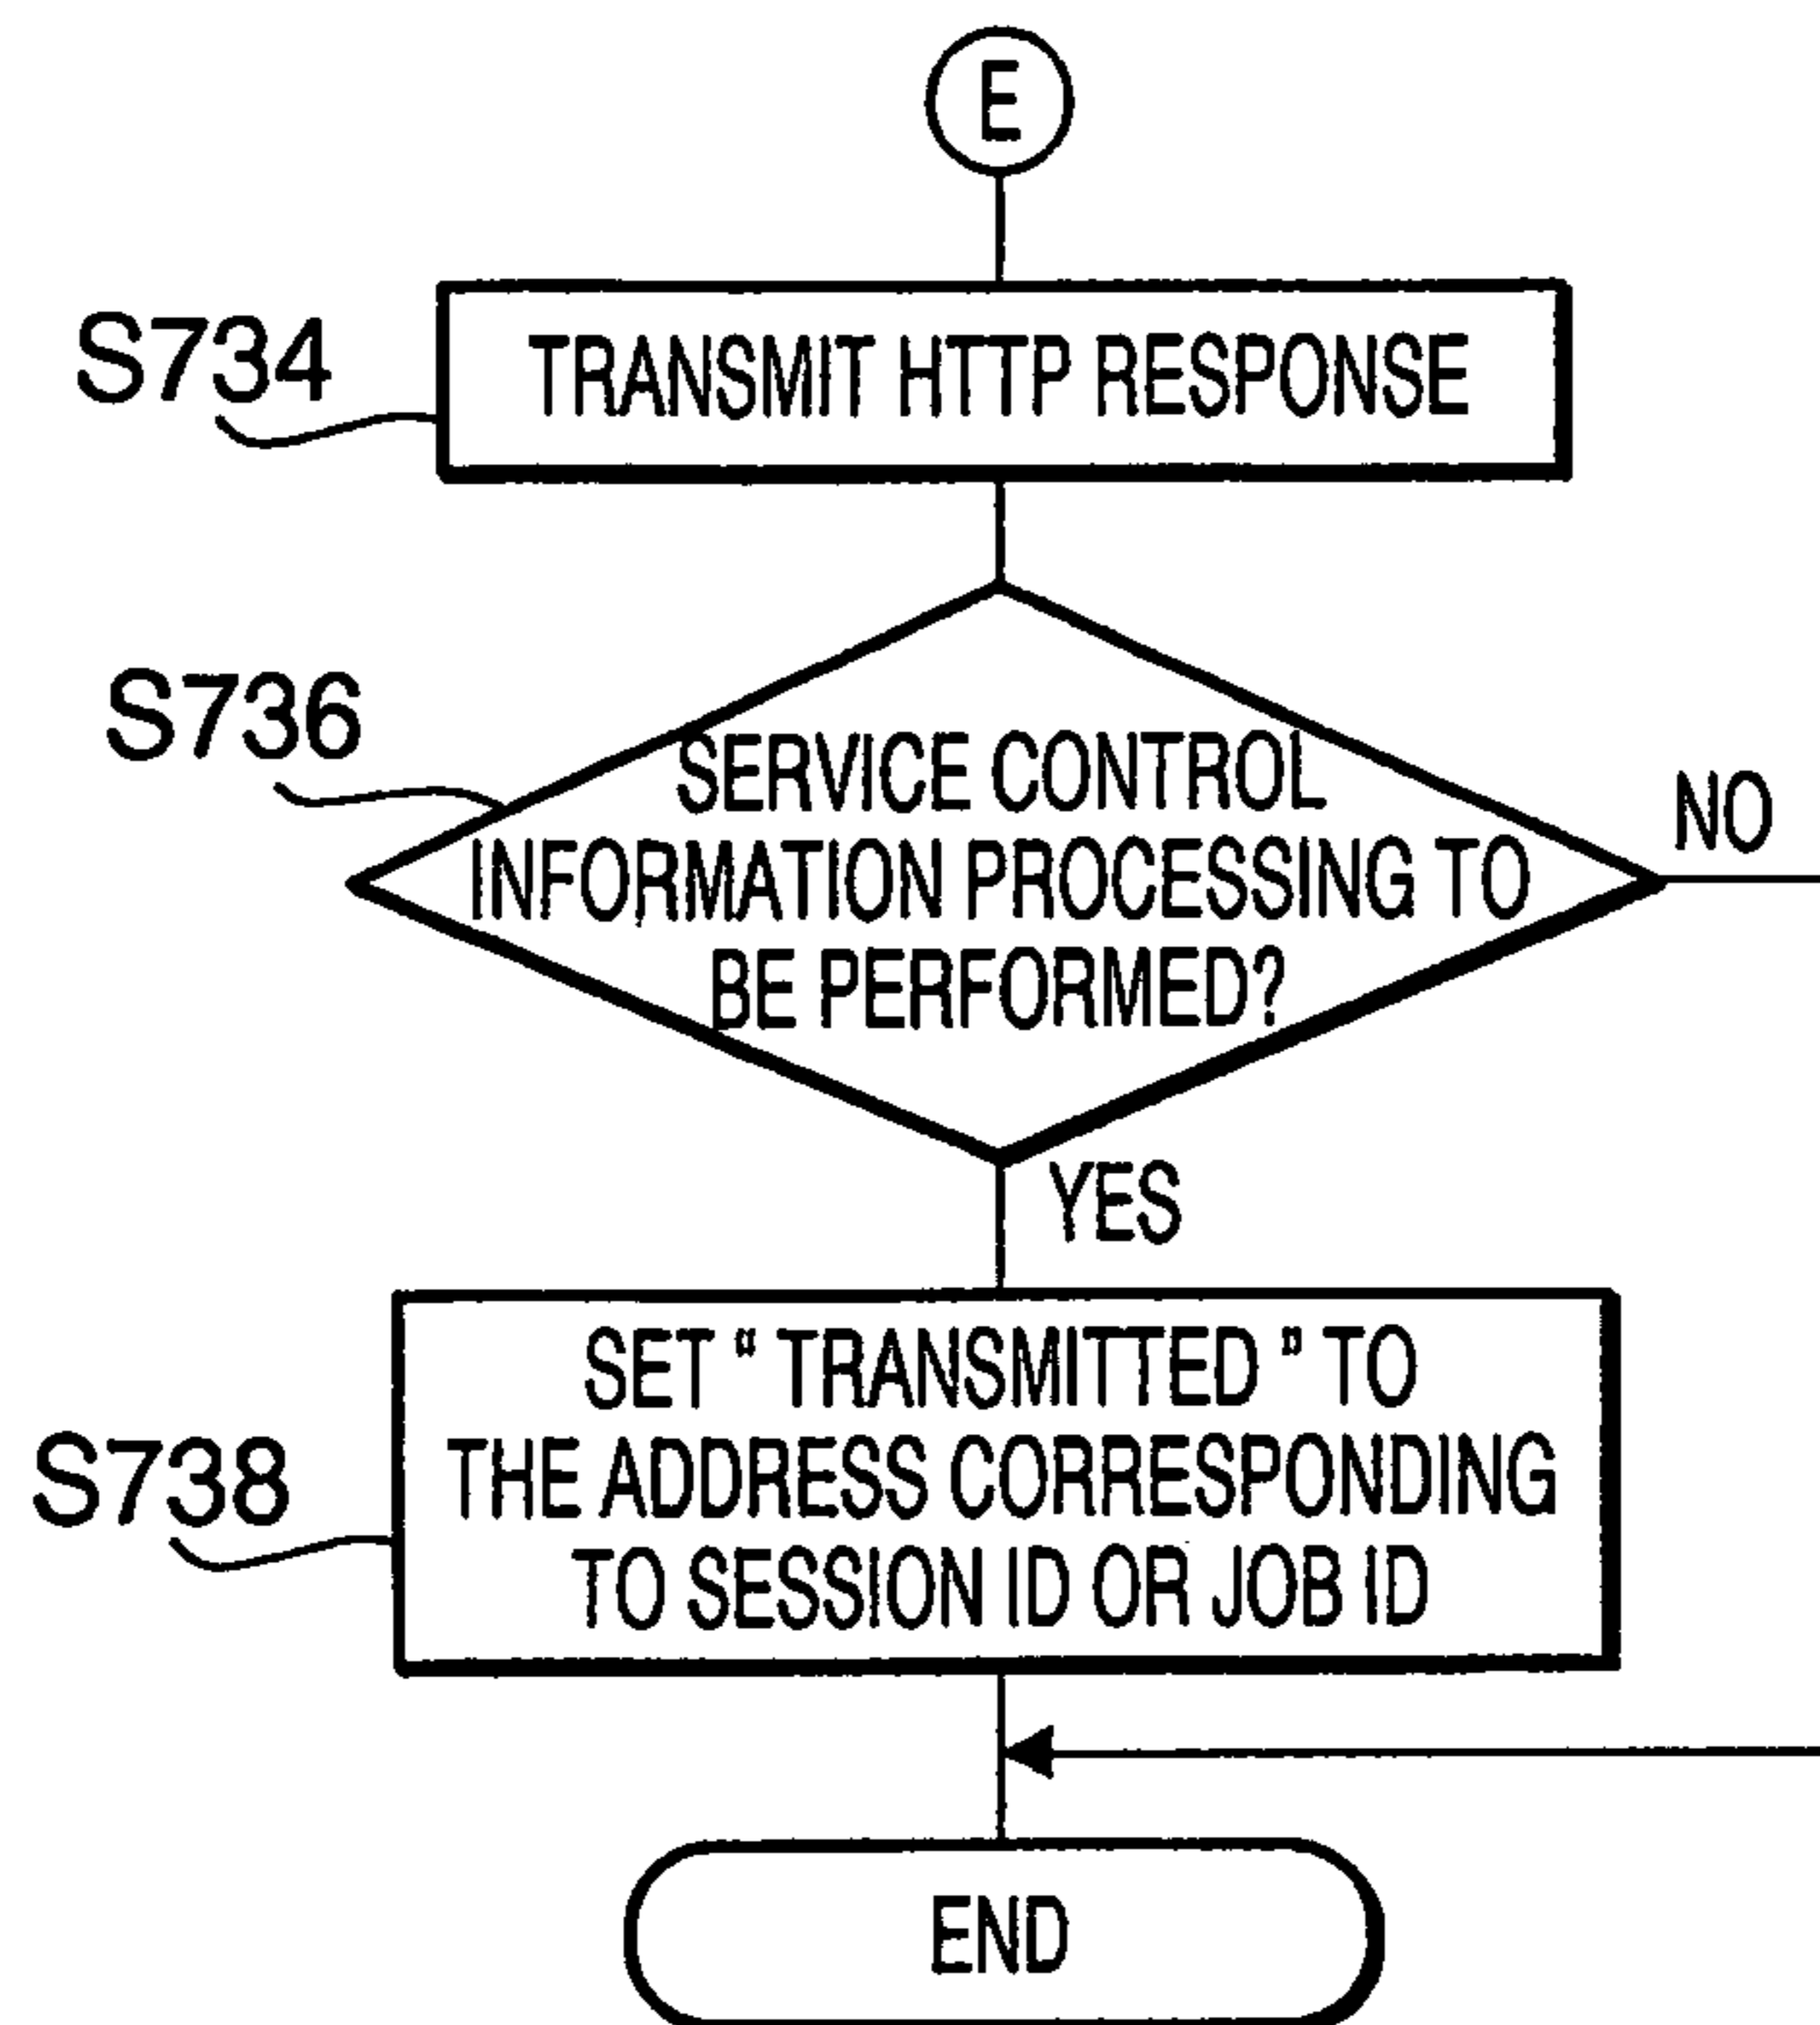 E
S734
TRANSMIT HTTP RESPONSE
S736
SERVICE CONTROL
INFORMATION PROCESSING TO
BE PERFORMED?
NO
YES
S738
SET " TRANSMITTED " TO
THE ADDRESS CORRESPONDING
TO SESSION ID OR JOB ID
END